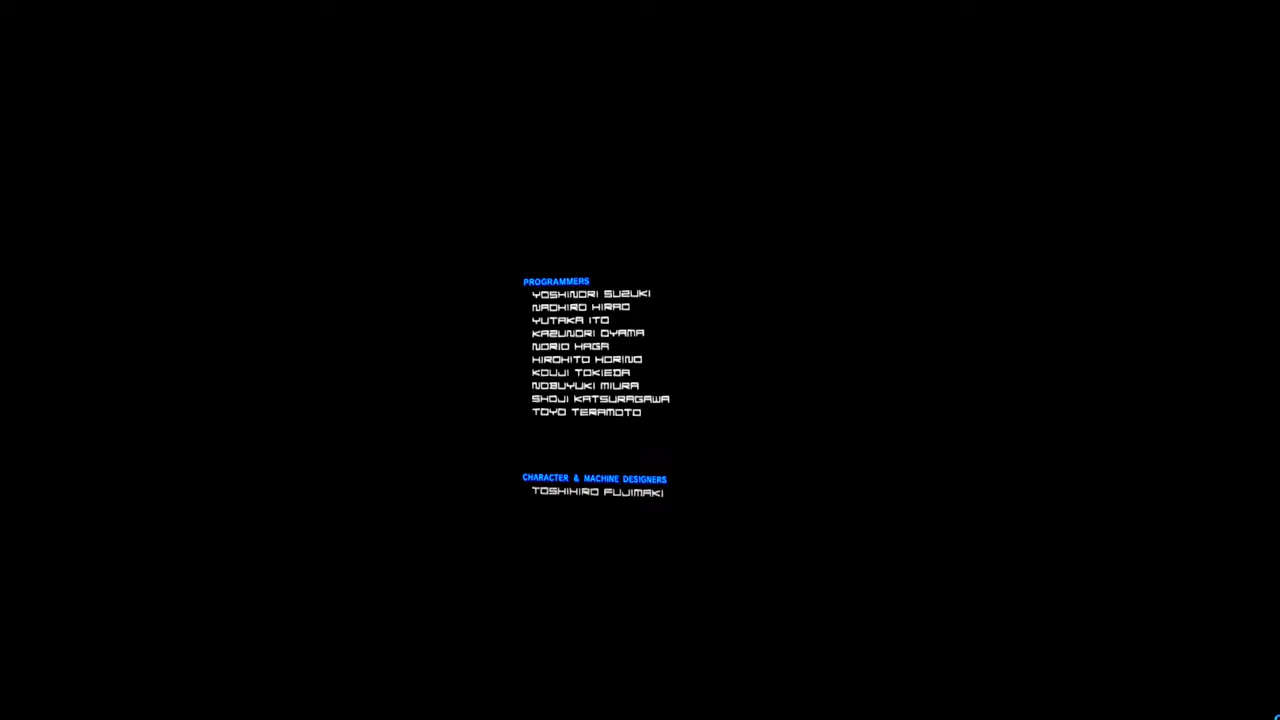 PROGRAMMERS
YOSHINORI SUZUKI
NAOHIRO HIRAO
YUTAKA ITO
KAZUNORI OYAMA
NORIO HAGA
HIROHITO HORINO
KOUJI TOKIEDA
NOBUYUKI MIURA
SHOJI KATSURAGAWA
TOYO TERAMOTO
CHARACTER & MACHINE DESIGNERS
TOSHIHIRO FUJIMAKI